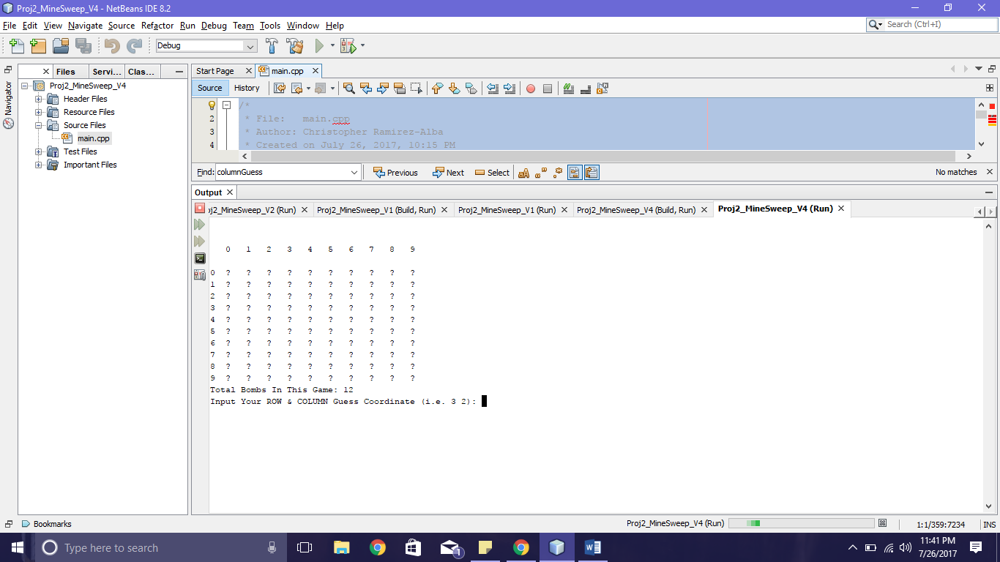 Proj2_MineSweep_V4 - NetBeans IDE 8.2
File Edit View Navigate Source Refactor Run Debug Team Tools Window Help
Search (Ctrl+I)
Debug
Files Servi... Clas...
Start Page main.cpp
Navigator
Proj2_MineSweep_V4
Header Files
Resource Files
Source Files
main.cpp
Test Files
Important Files
Source History
/*
2 * File: main.cpp
3 * Author: Christopher Ramirez-Alba
4 * Created on July 26, 2017, 10:15 PM
Find: columnGuess Previous Next Select No matches
Output
j2_MineSweep_V2 (Run) Proj2_MineSweep_V1 (Build, Run) Proj2_MineSweep_V1 (Run) Proj2_MineSweep_V4 (Build, Run) Proj2_MineSweep_V4 (Run)
0 1 2 3 4 5 6 7 8 9
0 ? ? ? ? ? ? ? ? ? ?
1 ? ? ? ? ? ? ? ? ? ?
2 ? ? ? ? ? ? ? ? ? ?
3 ? ? ? ? ? ? ? ? ? ?
4 ? ? ? ? ? ? ? ? ? ?
5 ? ? ? ? ? ? ? ? ? ?
6 ? ? ? ? ? ? ? ? ? ?
7 ? ? ? ? ? ? ? ? ? ?
8 ? ? ? ? ? ? ? ? ? ?
9 ? ? ? ? ? ? ? ? ? ?
Total Bombs In This Game: 12
Input Your ROW & COLUMN Guess Coordinate (i.e. 3 2):
Bookmarks
Proj2_MineSweep_V4 (Run)
1:1/359:7234 INS
Type here to search
1
11:41 PM
7/26/2017